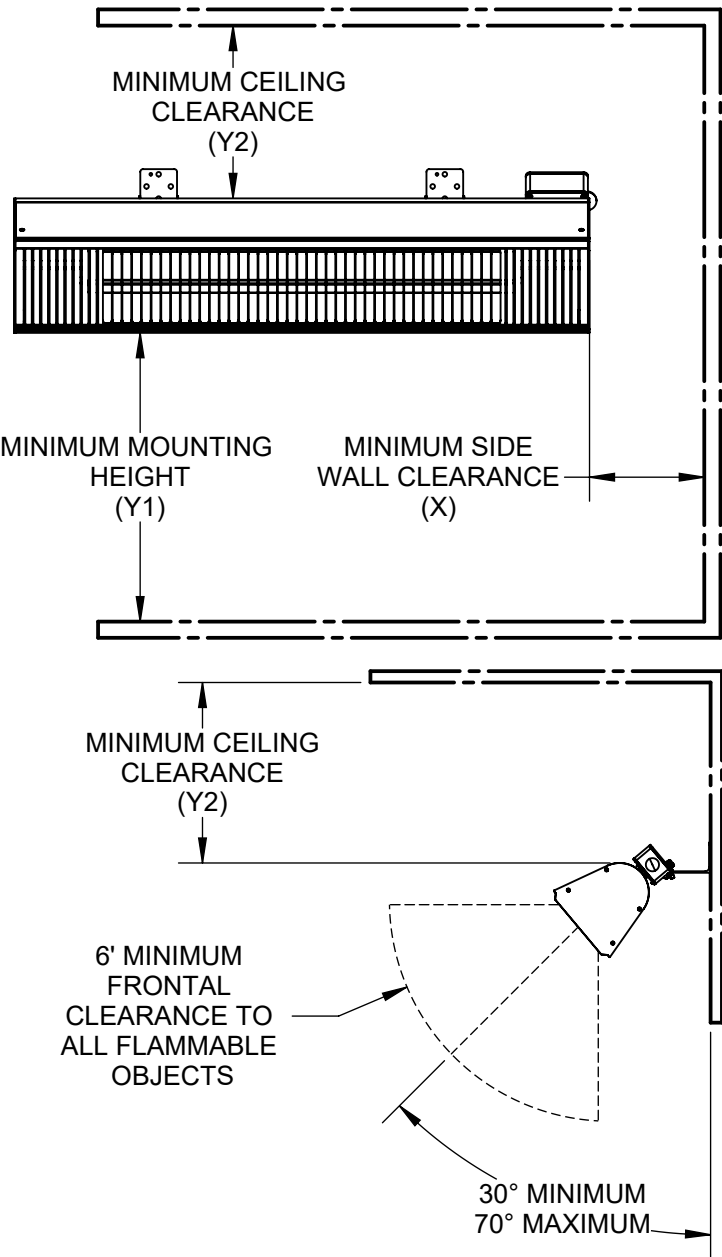 MINIMUM CEILING
CLEARANCE
(Y2)
MINIMUM MOUNTING
HEIGHT
(Y1)
MINIMUM SIDE
WALL CLEARANCE
(X)
MINIMUM CEILING
CLEARANCE
(Y2)
6' MINIMUM
FRONTAL
CLEARANCE TO
ALL FLAMMABLE
OBJECTS
30° MINIMUM
70° MAXIMUM